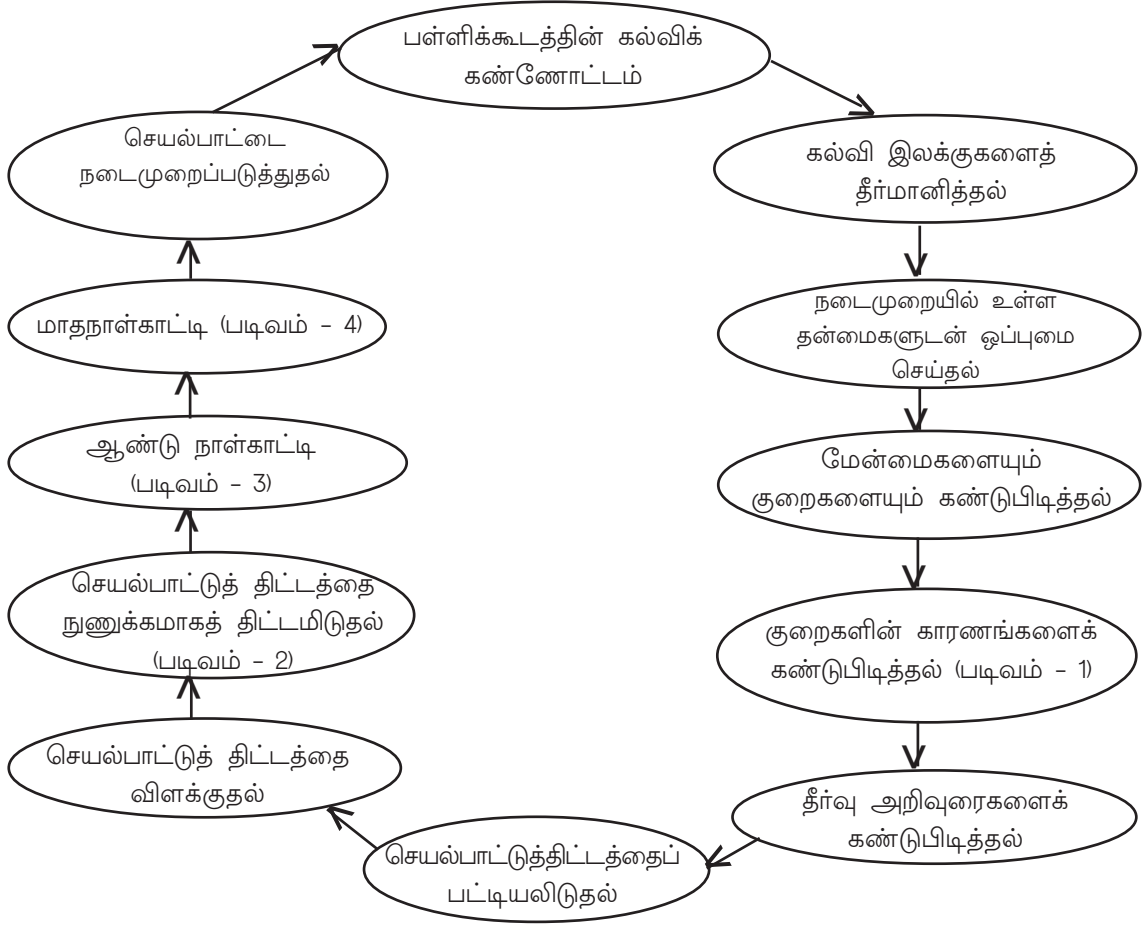 பள்ளிக்கூடத்தின் கல்விக்
கண்ணோட்டம்
கல்வி இலக்குகளைத்
தீர்மானித்தல்
நடைமுறையில் உள்ள
தன்மைகளுடன் ஒப்புமை
செய்தல்
மேன்மைகளையும்
குறைகளையும் கண்டுபிடித்தல்
குறைகளின் காரணங்களைக்
கண்டுபிடித்தல் (படிவம் - 1)
தீர்வு அறிவுரைகளைக்
கண்டுபிடித்தல்
செயல்பாட்டுத்திட்டத்தைப்
பட்டியலிடுதல்
செயல்பாட்டுத் திட்டத்தை
விளக்குதல்
செயல்பாட்டுத் திட்டத்தை
நுணுக்கமாகத் திட்டமிடுதல்
(படிவம் - 2)
ஆண்டு நாள்காட்டி
(படிவம் - 3)
மாதநாள்காட்டி (படிவம் - 4)
செயல்பாட்டை
நடைமுறைப்படுத்துதல்